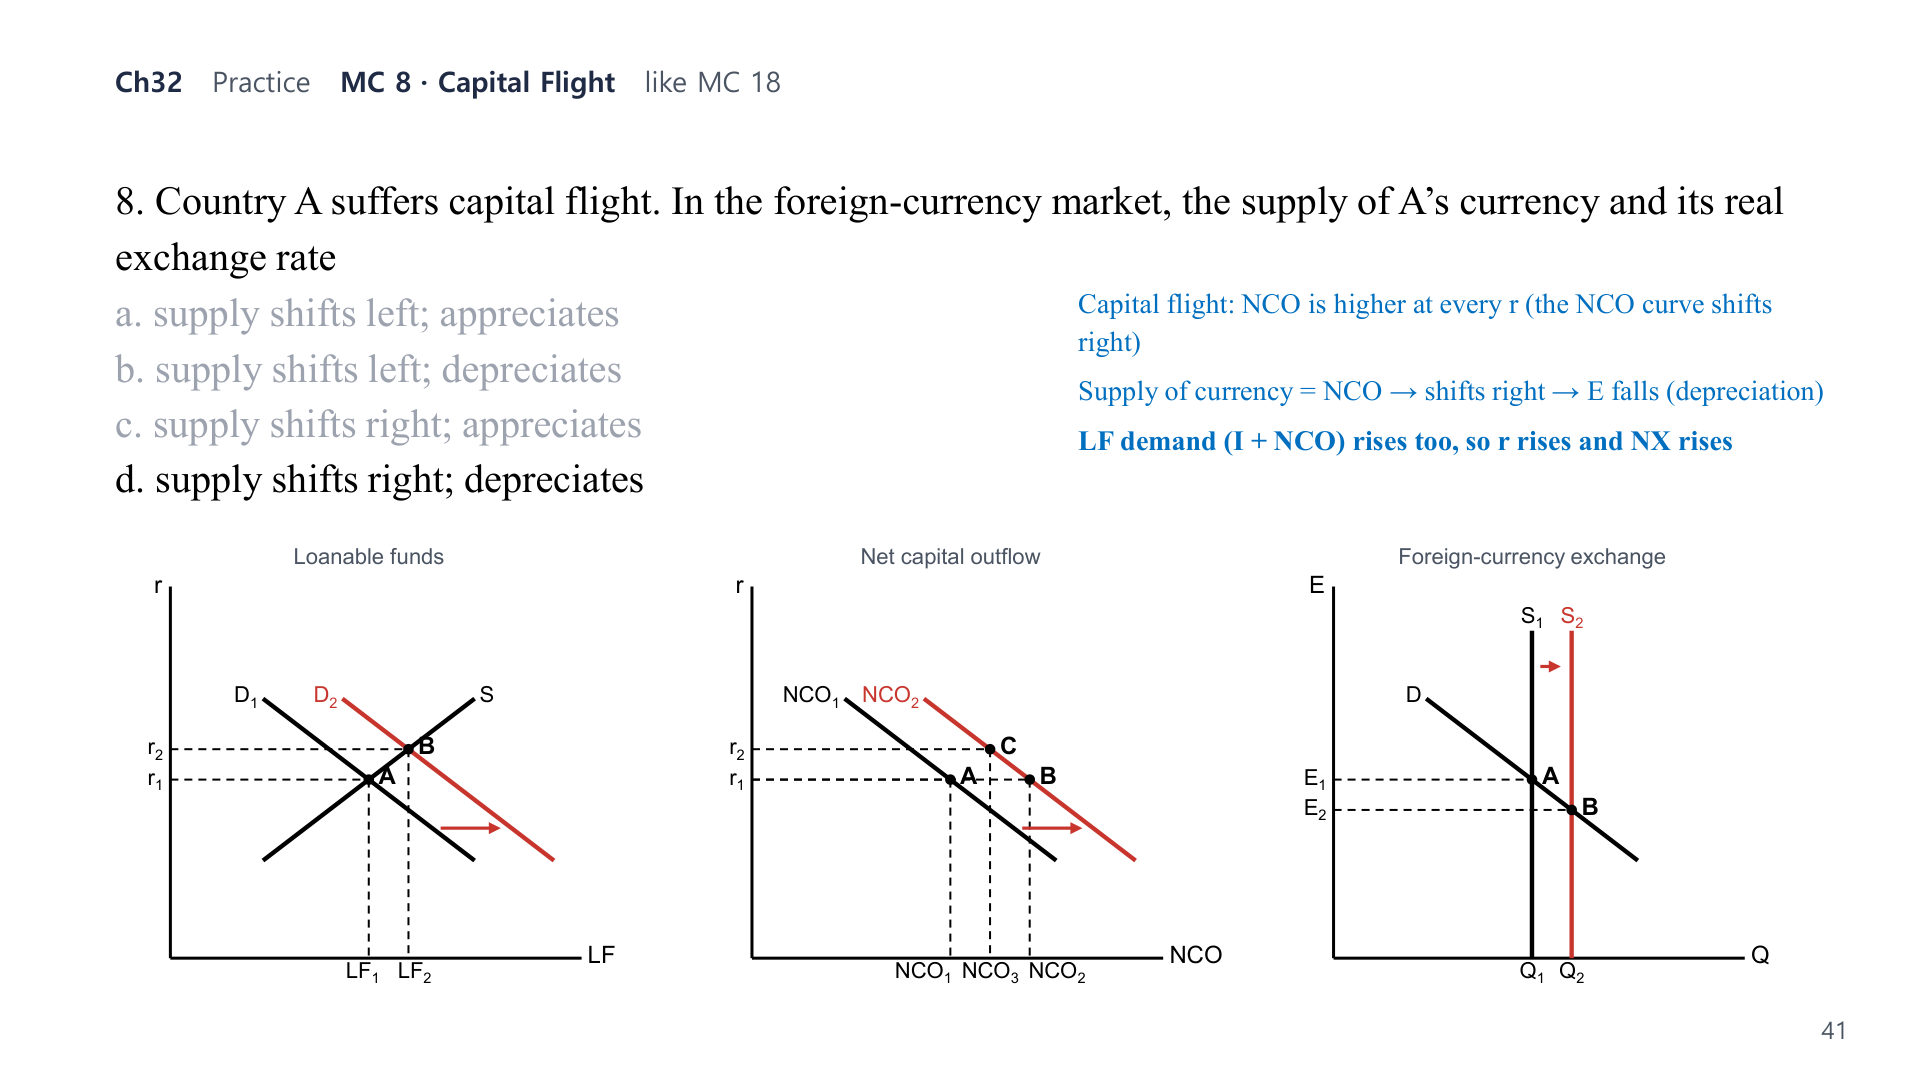 Ch32 Practice MC 8 · Capital Flight like MC 18
8. Country A suffers capital flight. In the foreign-currency market, the supply of A’s currency and its real
exchange rate
a. supply shifts left; appreciates
b. supply shifts left; depreciates
c. supply shifts right; appreciates
d. supply shifts right; depreciates
Capital flight: NCO is higher at every r (the NCO curve shifts
right)
Supply of currency = NCO → shifts right → E falls (depreciation)
LF demand (I + NCO) rises too, so r rises and NX rises
Loanable funds
r
D1 D2 S
r2 B
r1 A
LF
LF1 LF2
Net capital outflow
r
NCO1 NCO2
r2 C
r1 A B
NCO
NCO1 NCO3 NCO2
Foreign-currency exchange
E
S1 S2
D
E1 A
E2 B
Q
Q1 Q2
41